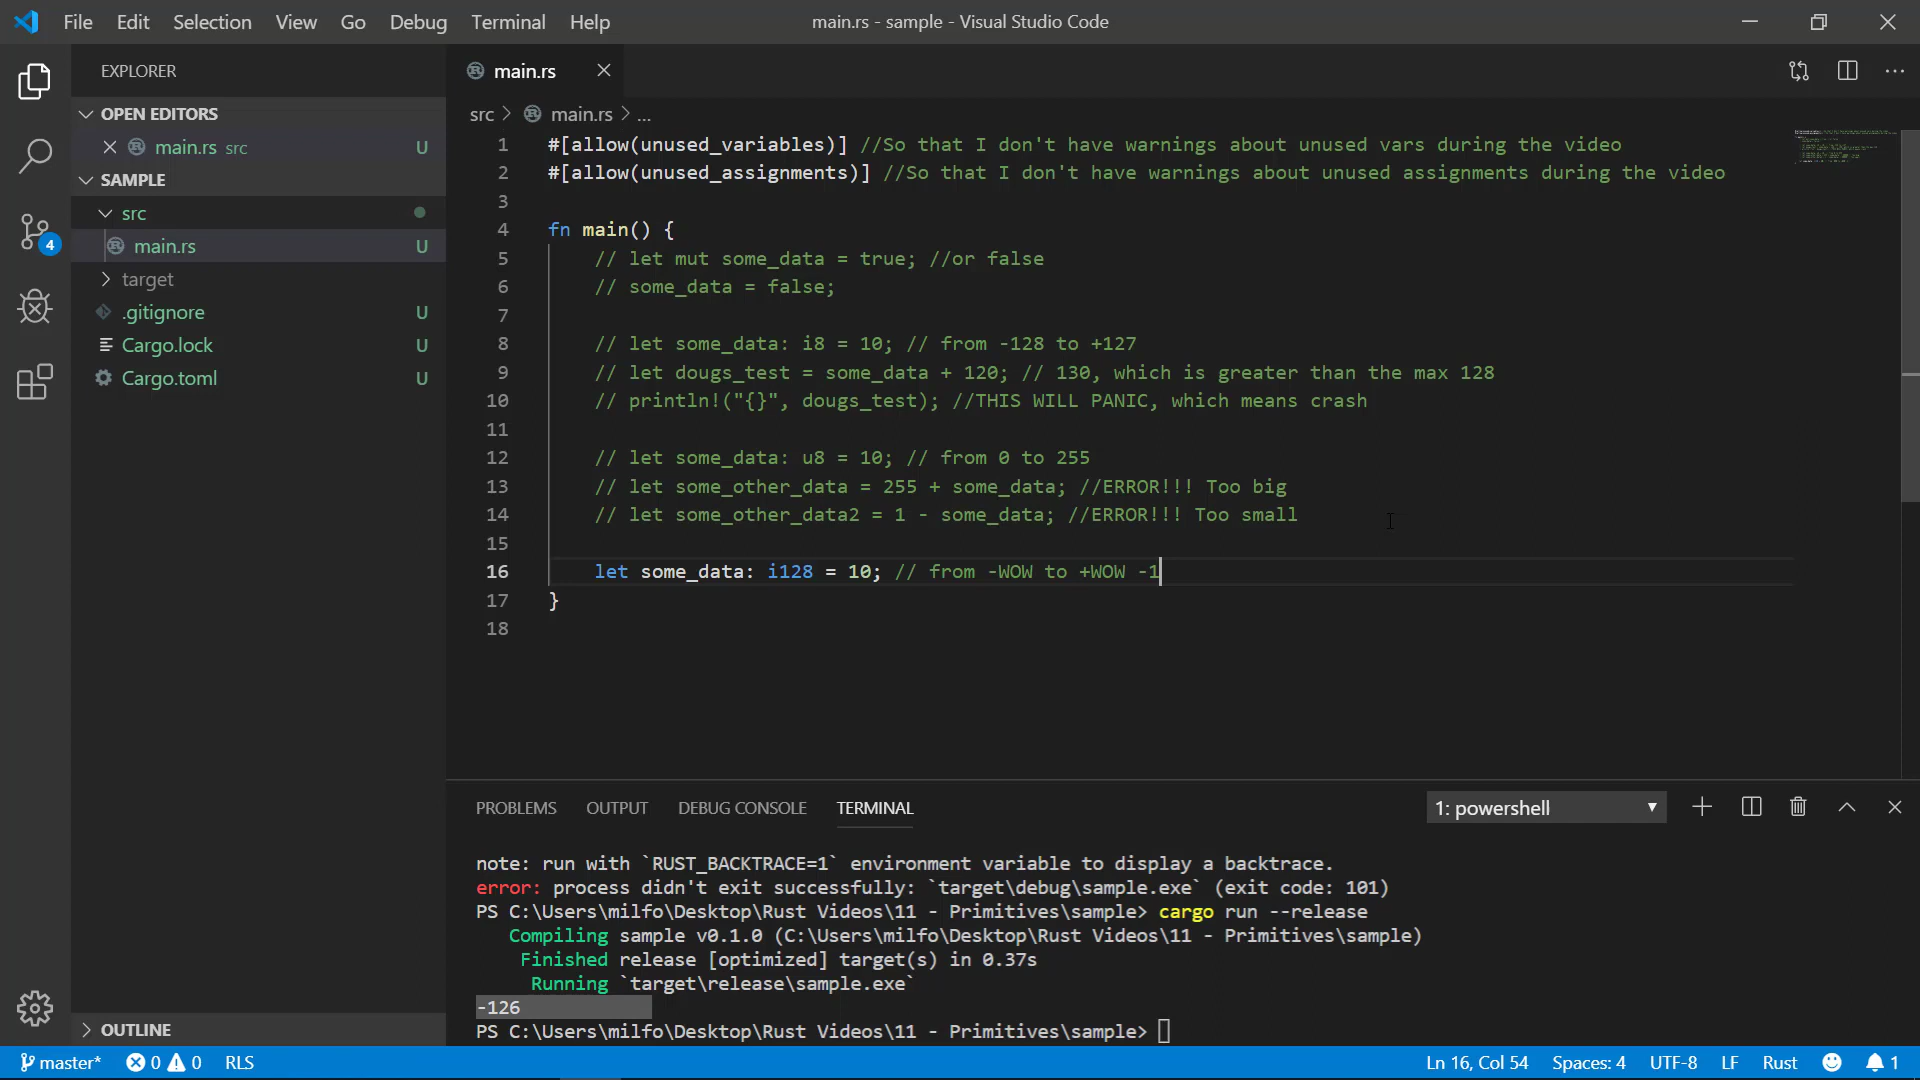 File Edit Selection View Go Debug Terminal Help main.rs - sample - Visual Studio Code
EXPLORER
OPEN EDITORS
main.rs src U
SAMPLE
src
main.rs U
target
.gitignore U
Cargo.lock U
Cargo.toml U
4
OUTLINE
main.rs
src > main.rs > ...
1 #[allow(unused_variables)] //So that I don't have warnings about unused vars during the video
2 #[allow(unused_assignments)] //So that I don't have warnings about unused assignments during the video
3
4 fn main() {
5 // let mut some_data = true; //or false
6 // some_data = false;
7
8 // let some_data: i8 = 10; // from -128 to +127
9 // let dougs_test = some_data + 120; // 130, which is greater than the max 128
10 // println!("{}", dougs_test); //THIS WILL PANIC, which means crash
11
12 // let some_data: u8 = 10; // from 0 to 255
13 // let some_other_data = 255 + some_data; //ERROR!!! Too big
14 // let some_other_data2 = 1 - some_data; //ERROR!!! Too small
15
16 let some_data: i128 = 10; // from -WOW to +WOW -1
17 }
18
PROBLEMS OUTPUT DEBUG CONSOLE TERMINAL 1: powershell
note: run with `RUST_BACKTRACE=1` environment variable to display a backtrace.
error: process didn't exit successfully: `target\debug\sample.exe` (exit code: 101)
PS C:\Users\milfo\Desktop\Rust Videos\11 - Primitives\sample> cargo run --release
Compiling sample v0.1.0 (C:\Users\milfo\Desktop\Rust Videos\11 - Primitives\sample)
Finished release [optimized] target(s) in 0.37s
Running `target\release\sample.exe`
-126
PS C:\Users\milfo\Desktop\Rust Videos\11 - Primitives\sample>
master* 0 0 RLS Ln 16, Col 54 Spaces: 4 UTF-8 LF Rust 1